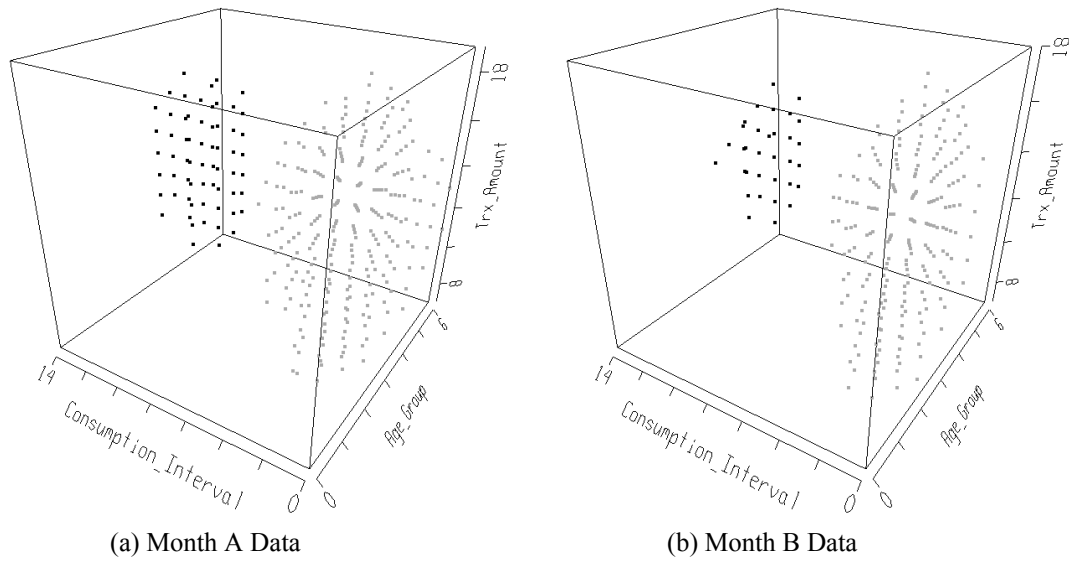 18
Trx_Amount
8
6
Age_Group
0
14
Consumption_Interval
0
(a) Month A Data
18
Trx_Amount
8
6
Age_Group
0
14
Consumption_Interval
0
(b) Month B Data